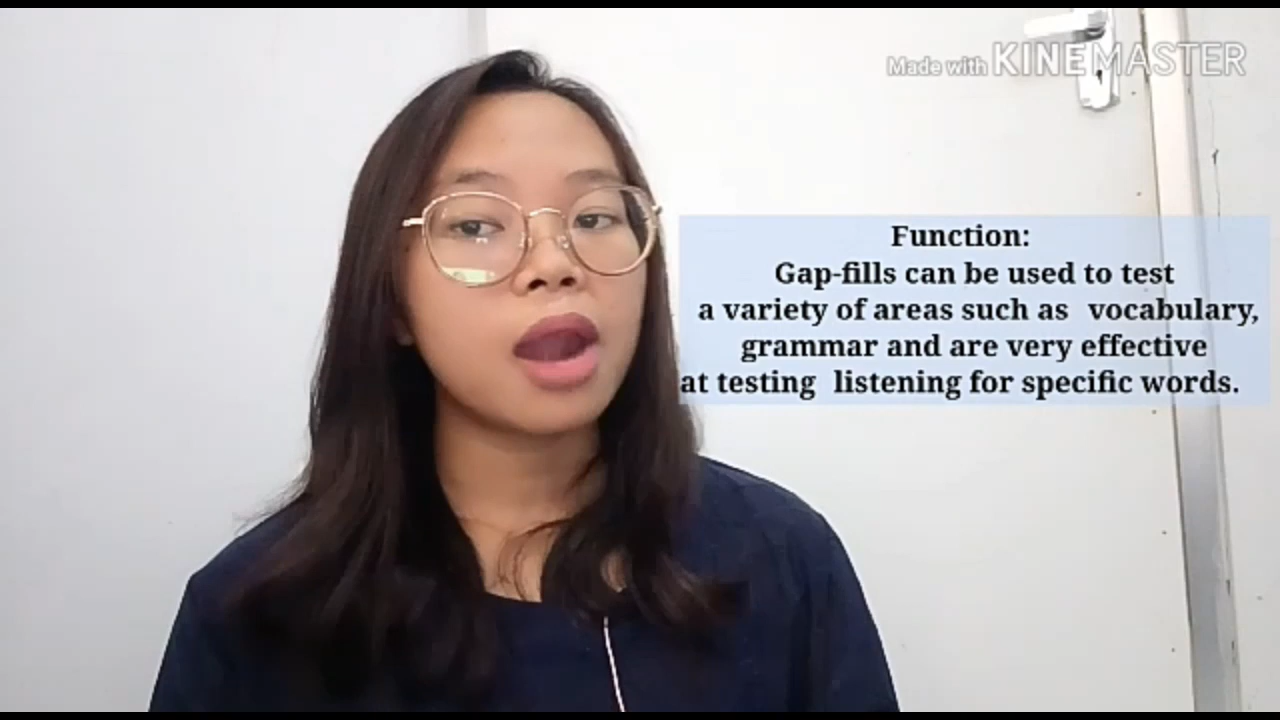 Made with KINEMASTER
Function:
Gap-fills can be used to test
a variety of areas such as vocabulary,
grammar and are very effective
at testing listening for specific words.